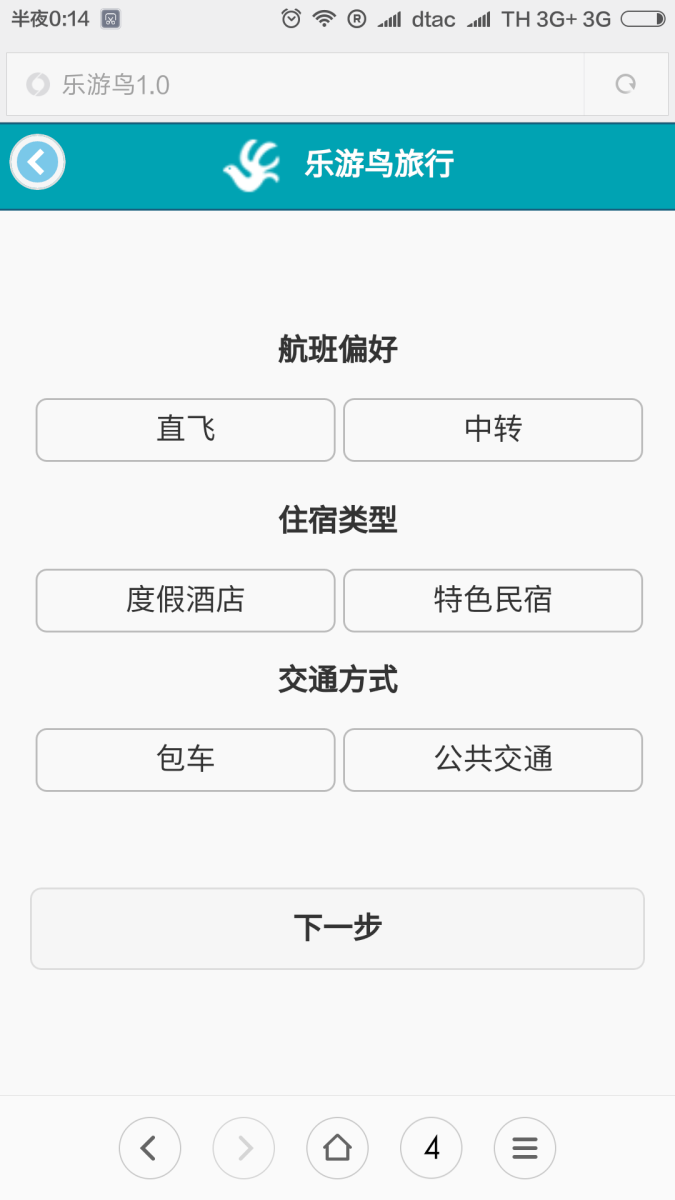 半夜0:14 R dtac TH 3G+ 3G
乐游鸟1.0
乐游鸟旅行
航班偏好
直飞 中转
住宿类型
度假酒店 特色民宿
交通方式
包车 公共交通
下一步
4